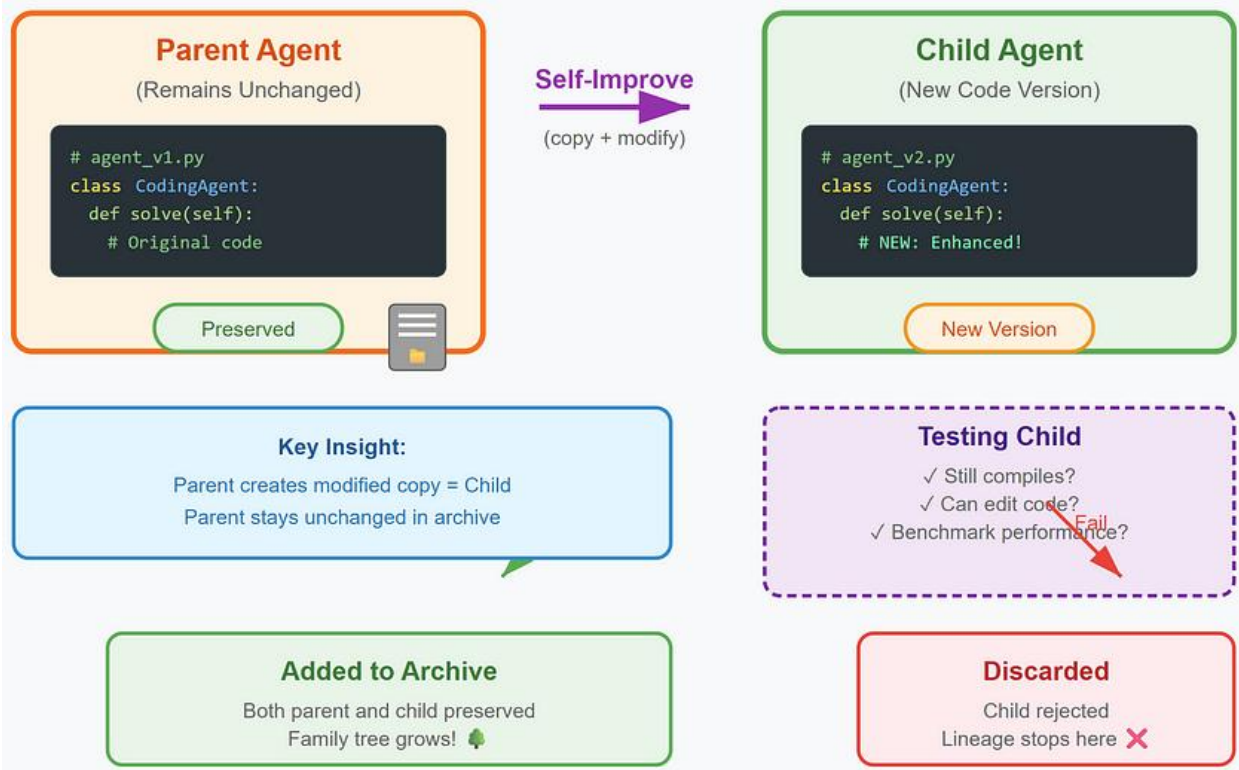 Parent Agent
(Remains Unchanged)
# agent_v1.py
class CodingAgent:
def solve(self):
# Original code
Preserved
Self-Improve
(copy + modify)
Child Agent
(New Code Version)
# agent_v2.py
class CodingAgent:
def solve(self):
# NEW: Enhanced!
New Version
Key Insight:
Parent creates modified copy = Child
Parent stays unchanged in archive
Testing Child
✓ Still compiles?
✓ Can edit code?
✓ Benchmark performance?
Fail
Added to Archive
Both parent and child preserved
Family tree grows! 🌳
Discarded
Child rejected
Lineage stops here ❌